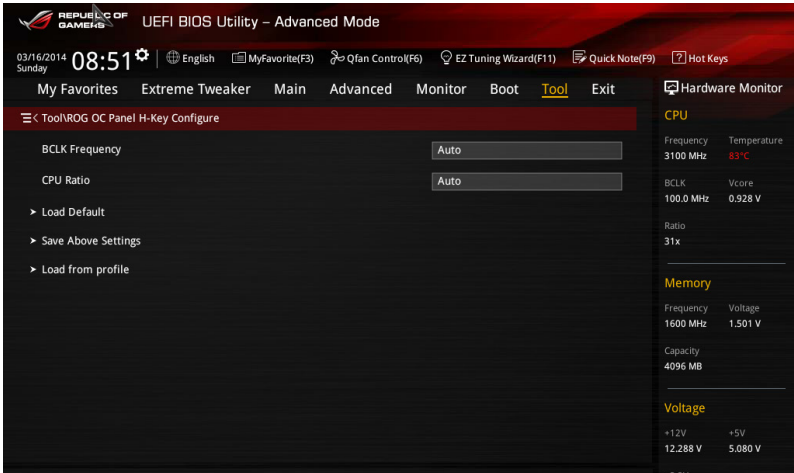 REPUBLIC OF
GAMERS
UEFI BIOS Utility – Advanced Mode
03/16/2014
Sunday
08:51
English
MyFavorite(F3)
Qfan Control(F6)
EZ Tuning Wizard(F11)
Quick Note(F9)
? Hot Keys
My Favorites
Extreme Tweaker
Main
Advanced
Monitor
Boot
Tool
Exit
Hardware Monitor
Tool\ROG OC Panel H-Key Configure
BCLK Frequency
Auto
CPU Ratio
Auto
> Load Default
> Save Above Settings
> Load from profile
CPU
Frequency Temperature
3100 MHz 83°C
BCLK Vcore
100.0 MHz 0.928 V
Ratio
31x
Memory
Frequency Voltage
1600 MHz 1.501 V
Capacity
4096 MB
Voltage
+12V +5V
12.288 V 5.080 V